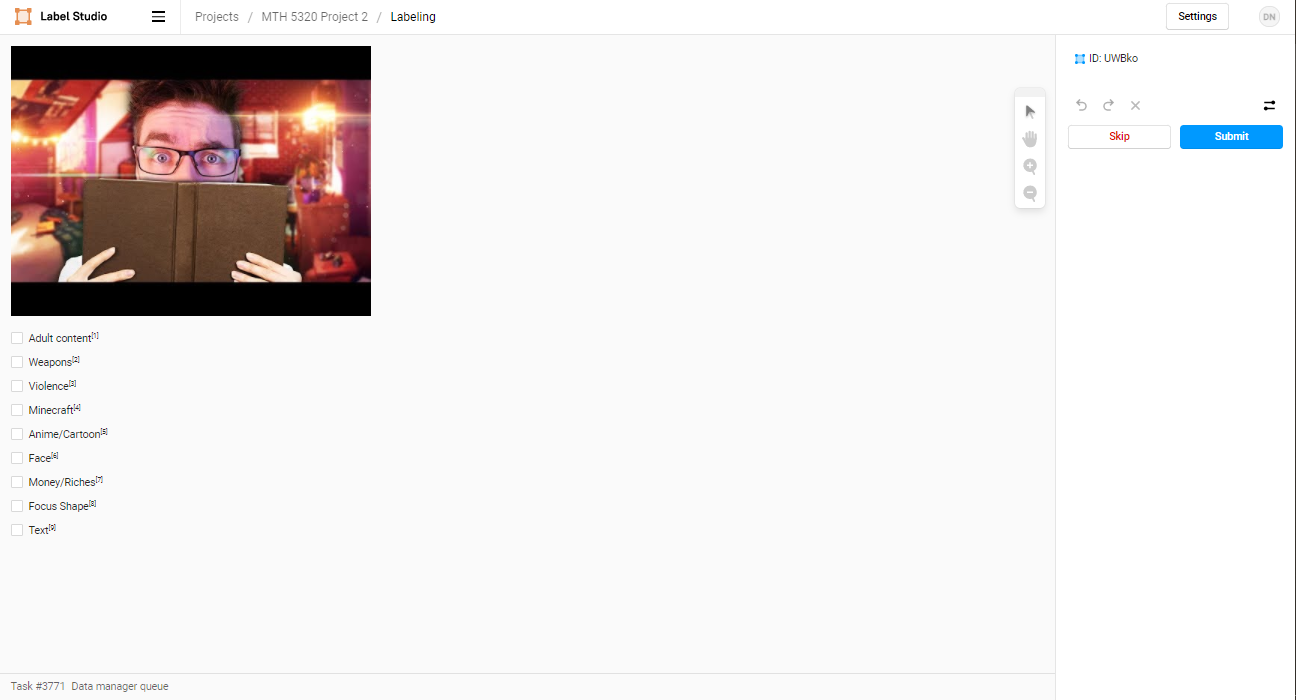 Label Studio
Projects / MTH 5320 Project 2 / Labeling
Settings
DN
ID: UWBko
Skip
Submit
Adult content[1]
Weapons[2]
Violence[3]
Minecraft[4]
Anime/Cartoon[5]
Face[6]
Money/Riches[7]
Focus Shape[8]
Text[9]
Task #3771 Data manager queue